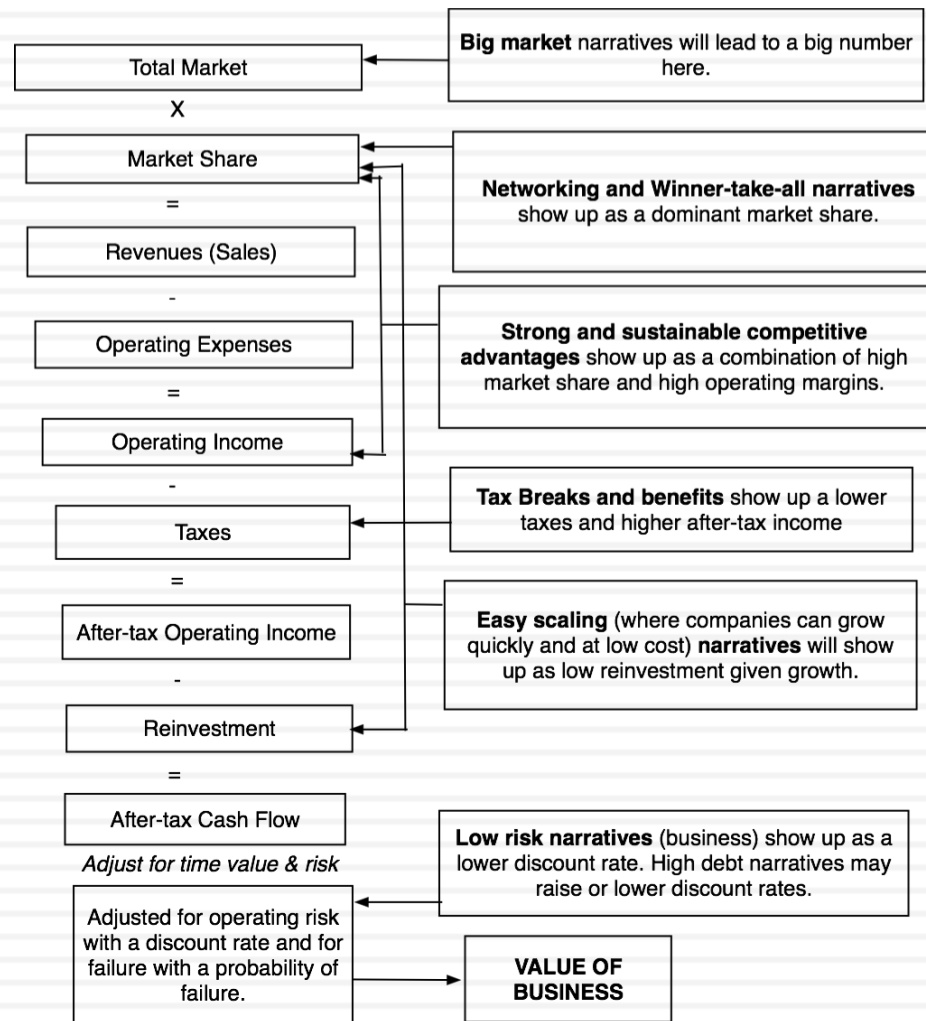 Big market narratives will lead to a big number
here.
Total Market
X
Market Share
Networking and Winner-take-all narratives
show up as a dominant market share.
=
Revenues (Sales)
-
Operating Expenses
Strong and sustainable competitive
advantages show up as a combination of high
market share and high operating margins.
=
Operating Income
-
Taxes
Tax Breaks and benefits show up a lower
taxes and higher after-tax income
=
After-tax Operating Income
Easy scaling (where companies can grow
quickly and at low cost) narratives will show
up as low reinvestment given growth.
-
Reinvestment
=
After-tax Cash Flow
Adjust for time value & risk
Low risk narratives (business) show up as a
lower discount rate. High debt narratives may
raise or lower discount rates.
Adjusted for operating risk
with a discount rate and for
failure with a probability of
failure.
VALUE OF
BUSINESS